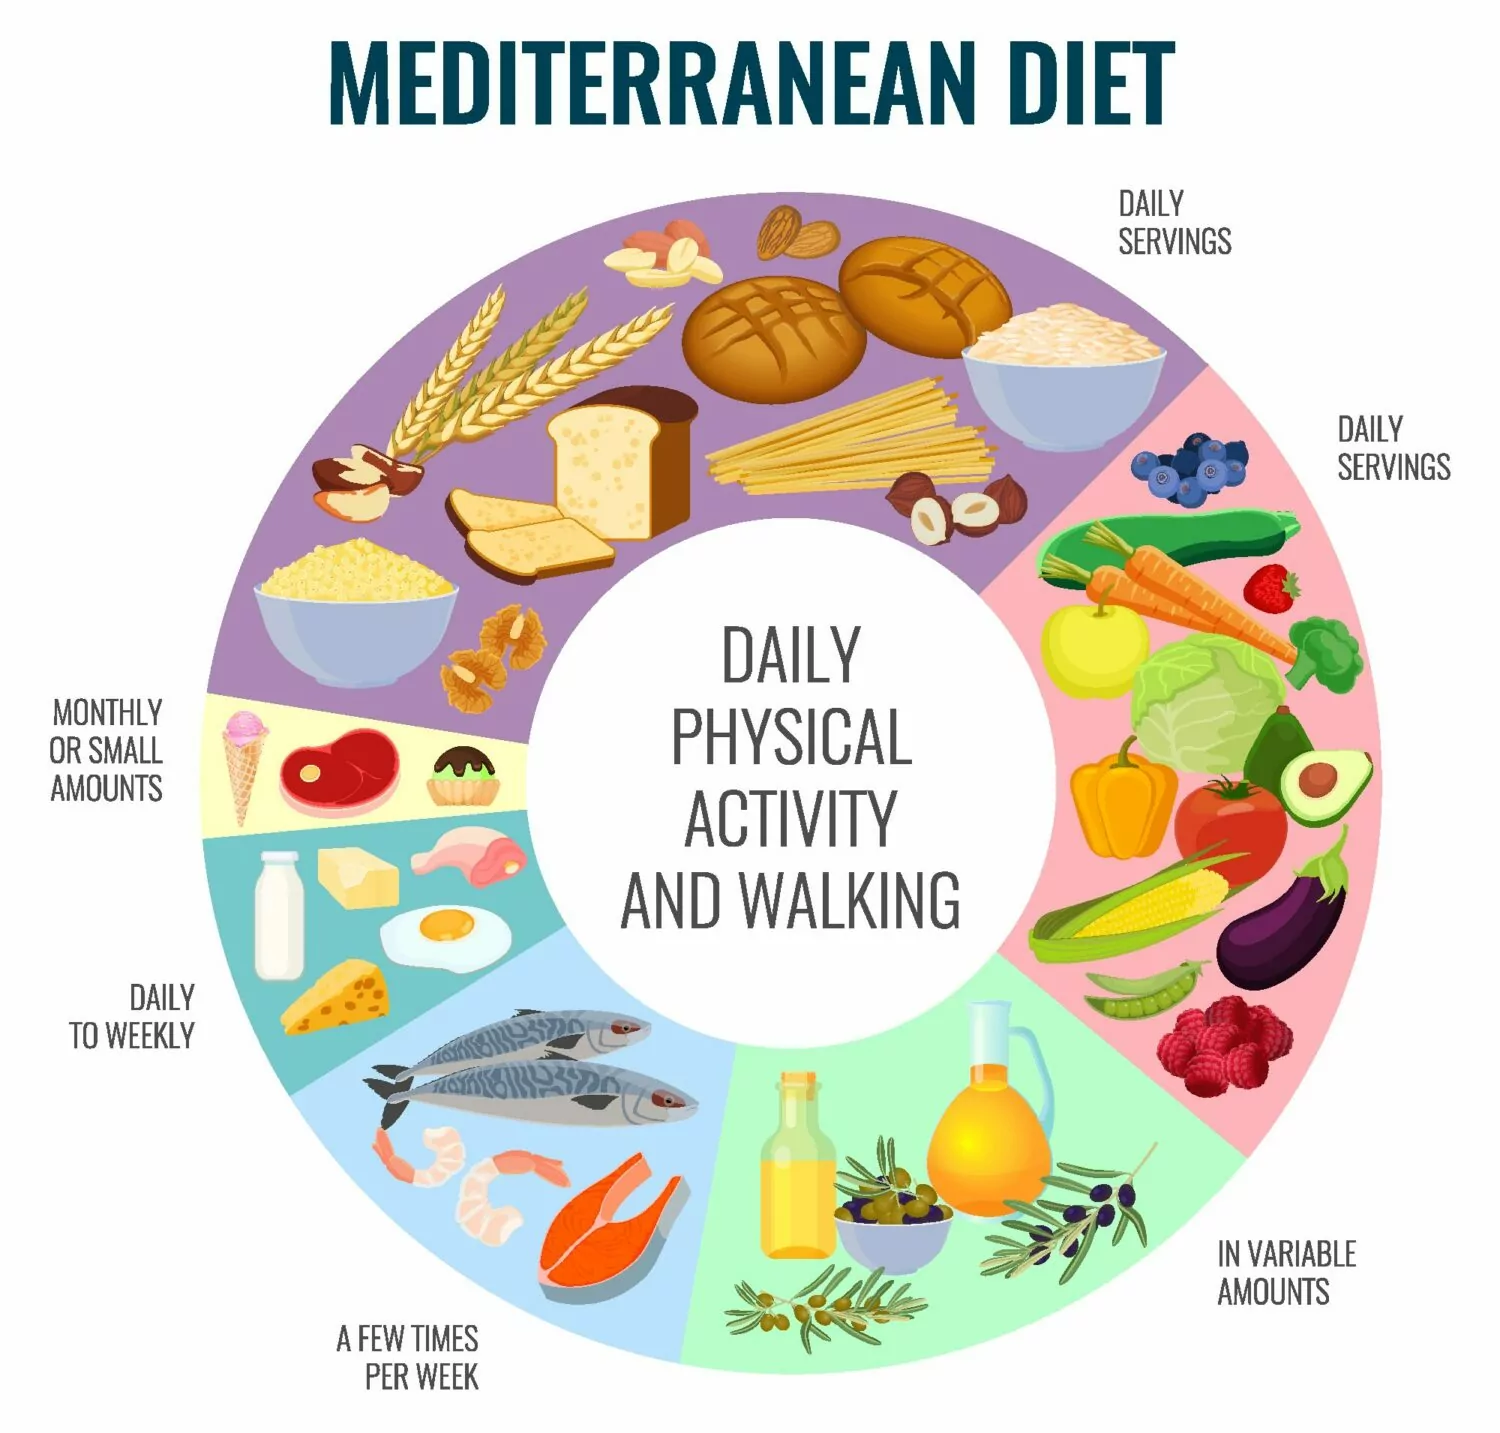 MEDITERRANEAN DIET
DAILY
SERVINGS
DAILY
SERVINGS
MONTHLY
OR SMALL
AMOUNTS
DAILY
PHYSICAL
ACTIVITY
AND WALKING
DAILY
TO WEEKLY
IN VARIABLE
AMOUNTS
A FEW TIMES
PER WEEK